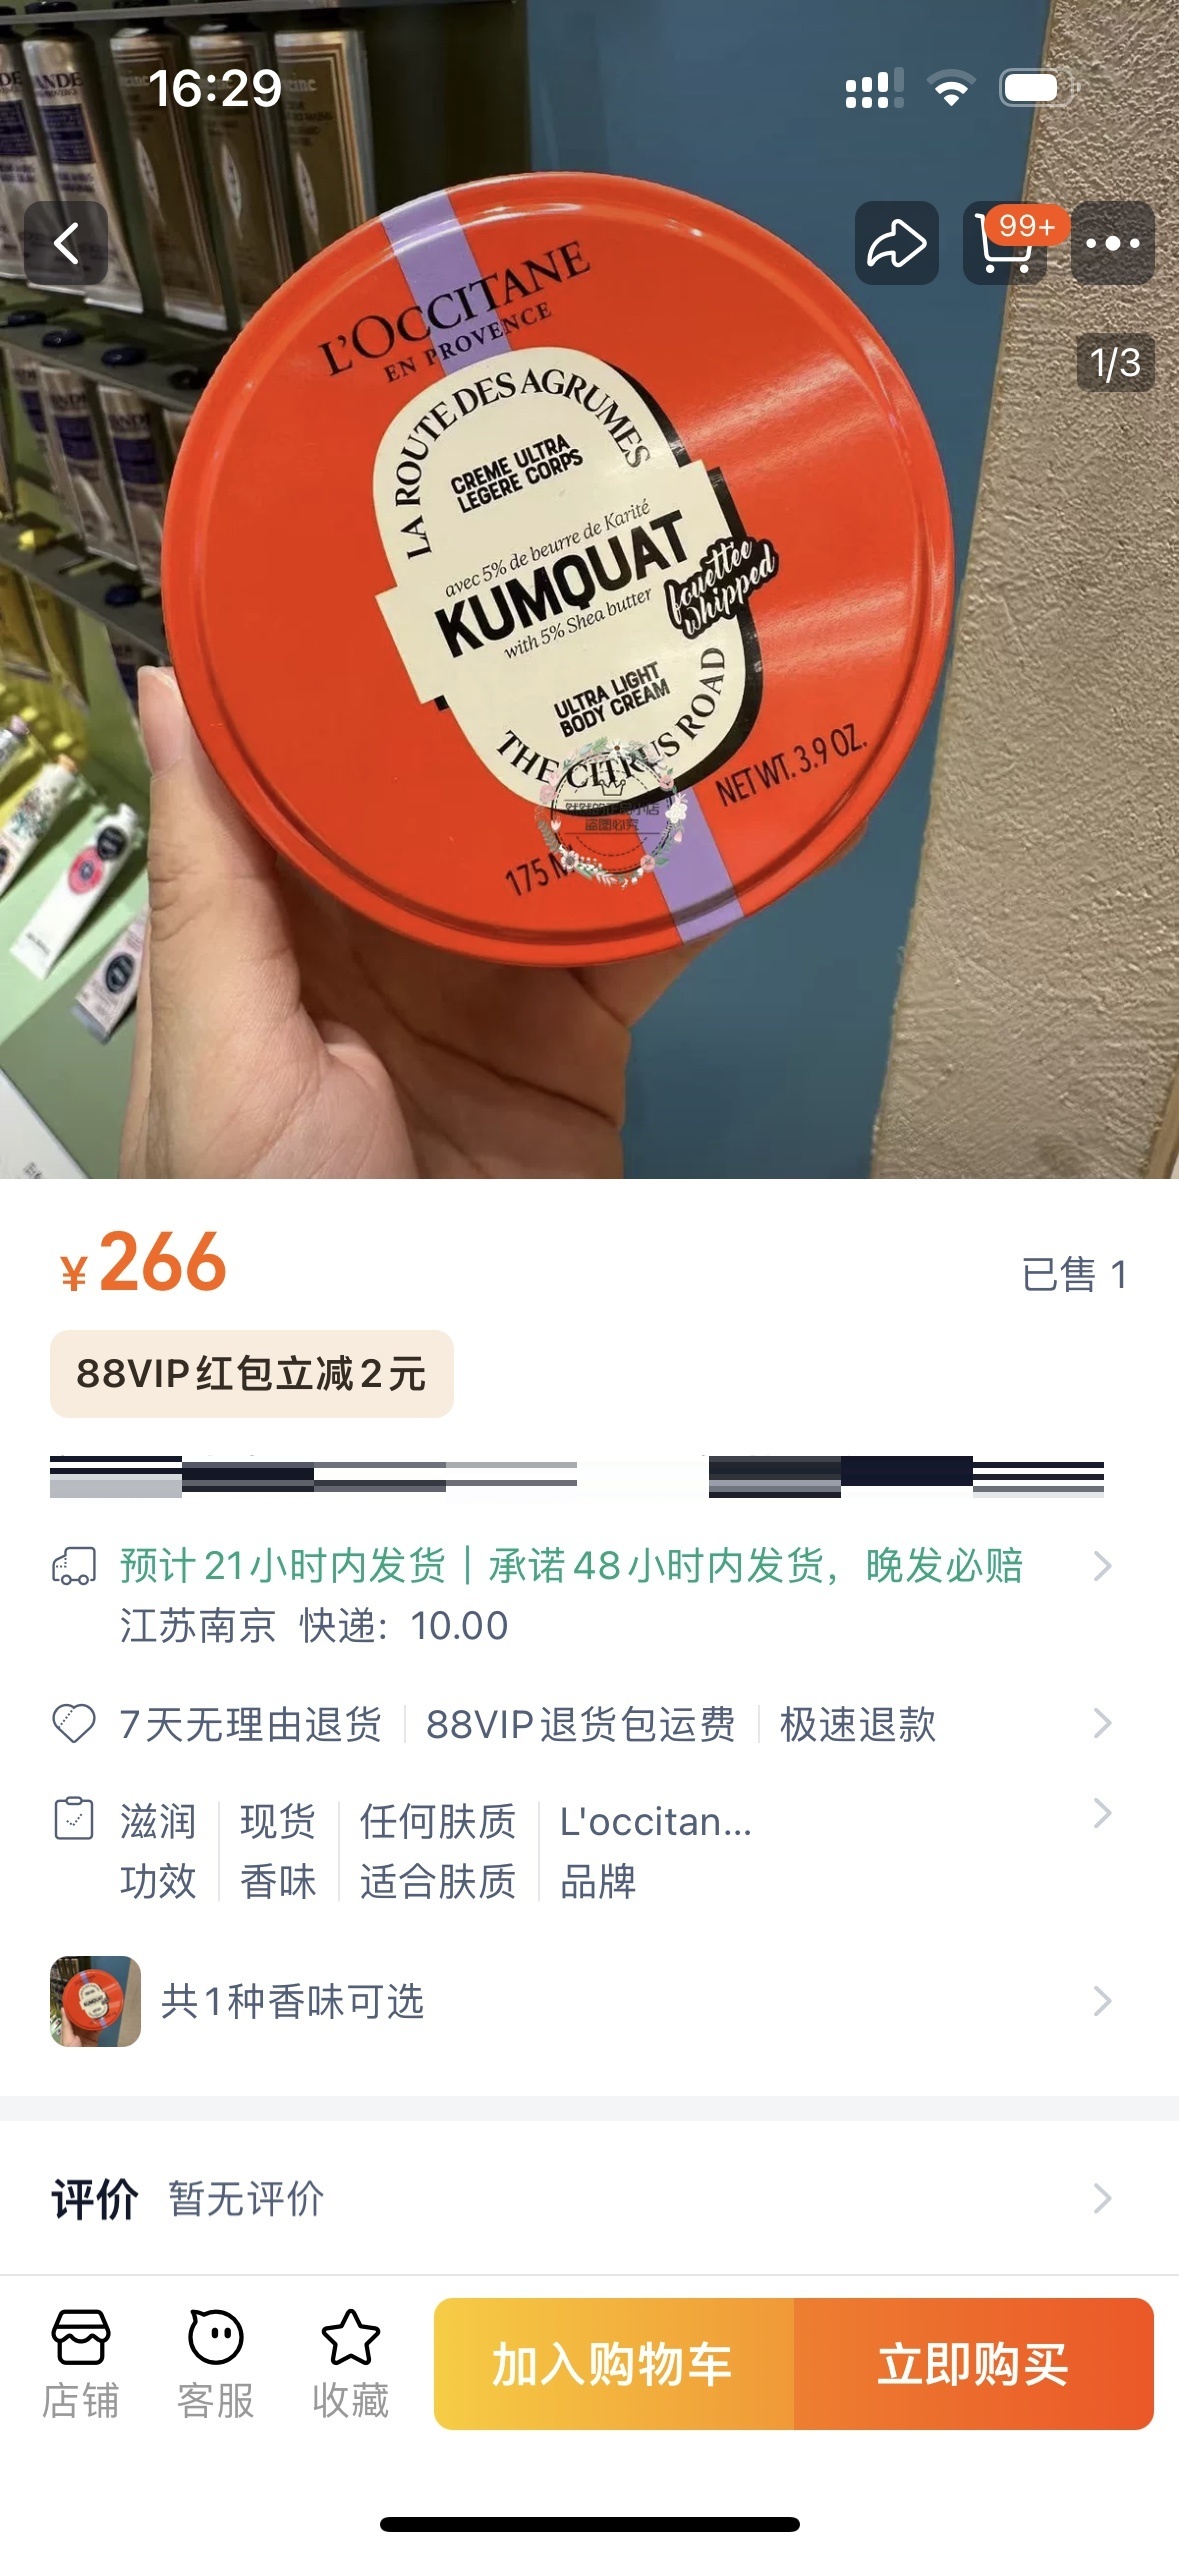 16:29
99+
1/3
L'OCCITANE
EN PROVENCE
LA ROUTE DES AGRUMES
CREME ULTRA
LEGERE CORPS
avec 5% de beurre de Karité
KUMQUAT
with 5% Shea butter
fouettée
whipped
ULTRA LIGHT
BODY CREAM
THE CITRUS ROAD
NET WT. 3.9 OZ.
175 M
盗图必究
¥266
已售 1
88VIP红包立减2元
预计21小时内发货｜承诺48小时内发货，晚发必赔
江苏南京 快递: 10.00
7天无理由退货 88VIP退货包运费 极速退款
滋润 现货 任何肤质 L'occitan...
功效 香味 适合肤质 品牌
共1种香味可选
评价 暂无评价
店铺 客服 收藏 加入购物车 立即购买